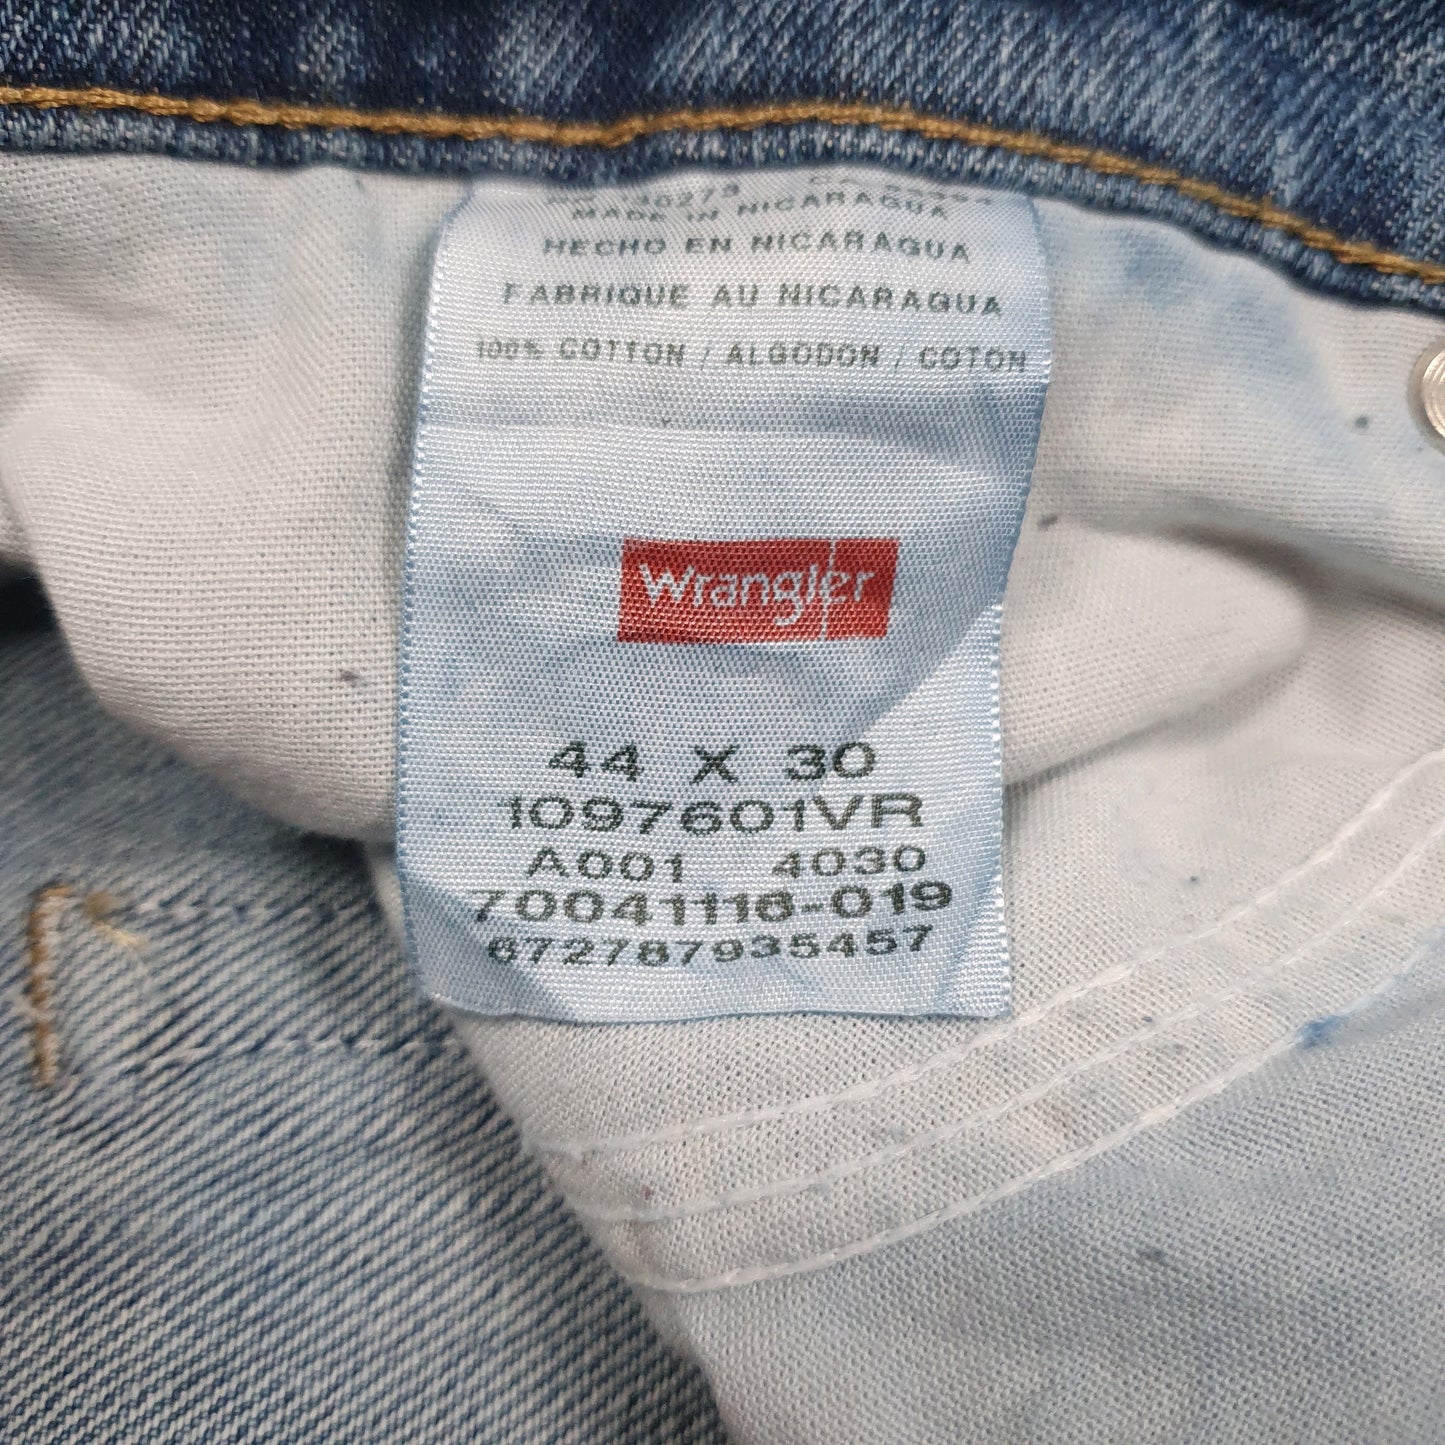 MADE IN NICARAGUA
HECHO EN NICARAGUA
FABRIQUE AU NICARAGUA
100% COTTON / ALGODON / COTON
Wrangler
44 X 30
1097601VR
A001 4030
70041116-019
672787935457